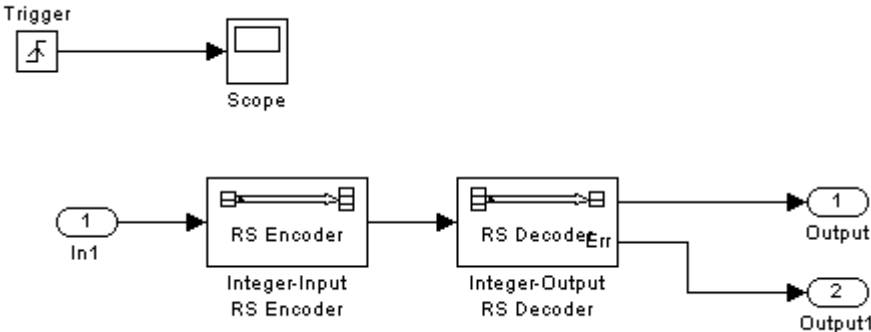 Trigger
Scope
1
In1
RS Encoder
Integer-Input
RS Encoder
RS Decoder
Err
Integer-Output
RS Decoder
1
Output
2
Output1